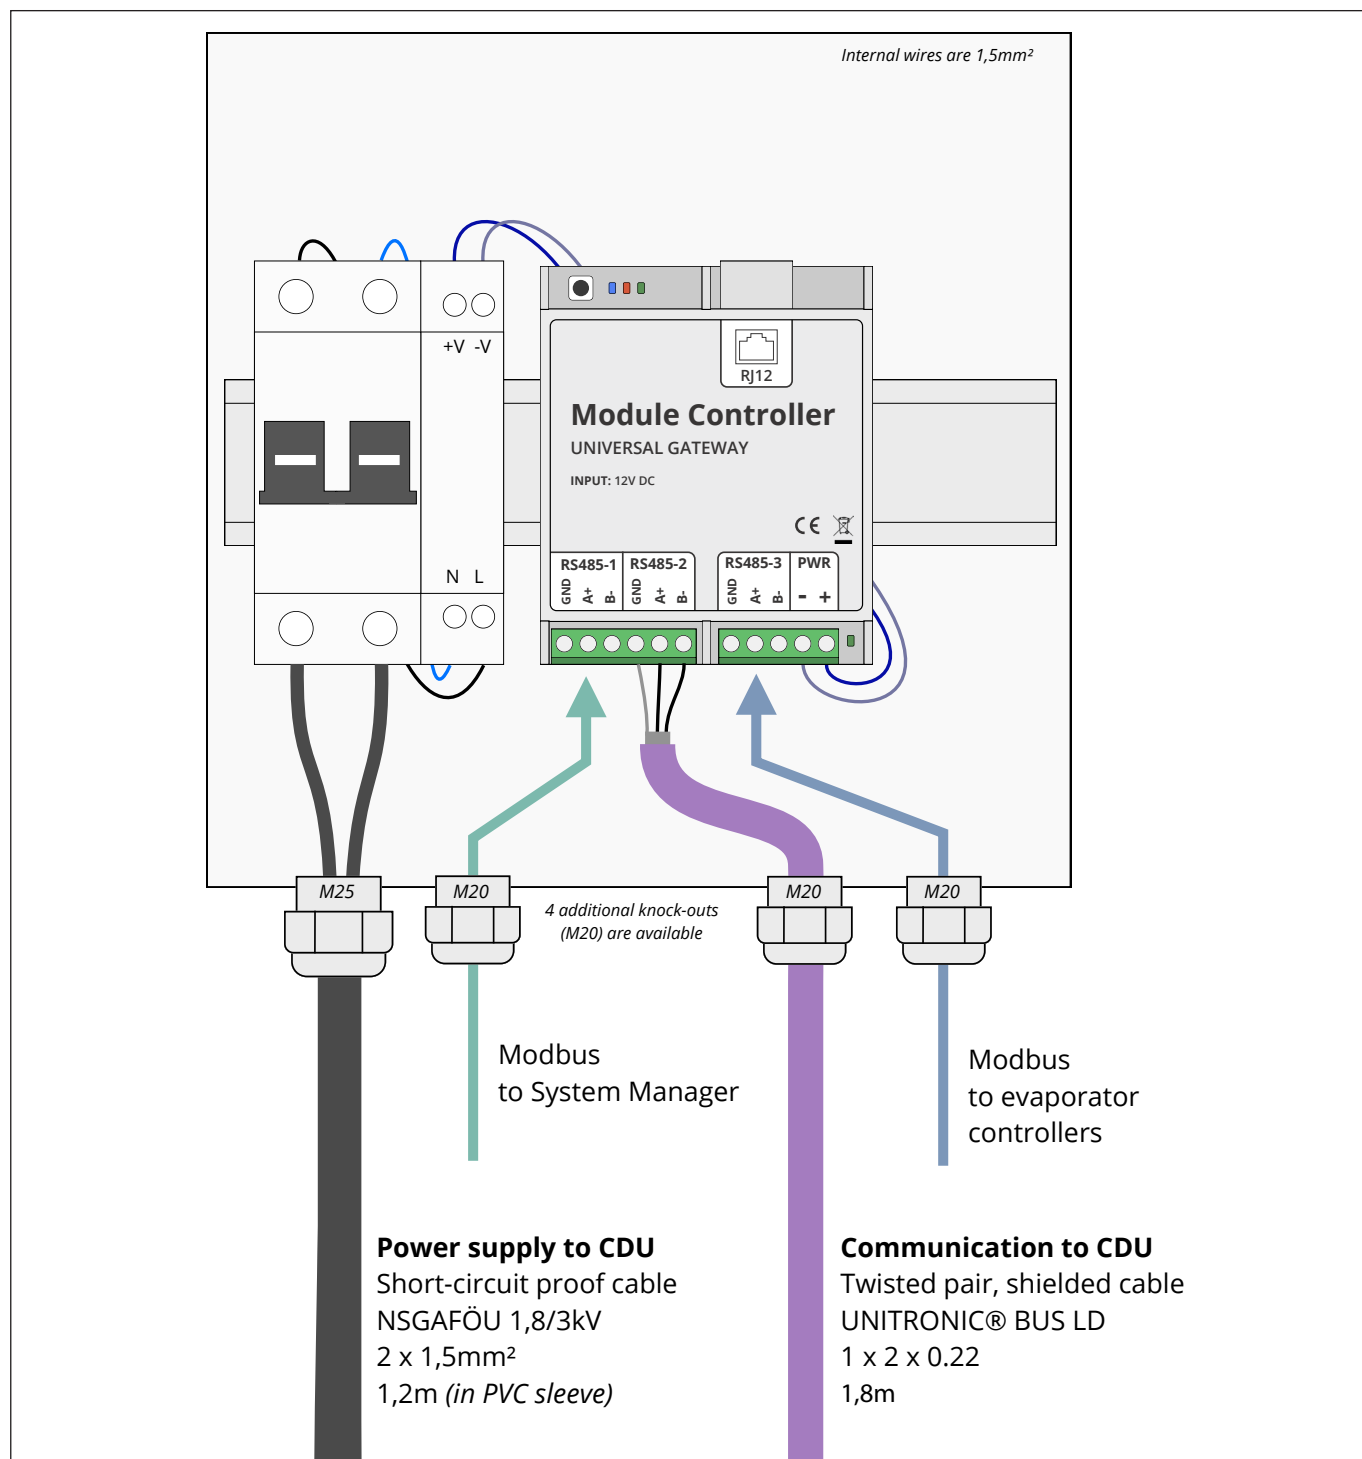 Internal wires are 1,5mm²
+V -V
RJ12
Module Controller
UNIVERSAL GATEWAY
INPUT: 12V DC
CE
N L
RS485-1 RS485-2 RS485-3 PWR
GND A+ B- GND A+ B- GND A+ B- - +
M25 M20 M20 M20
4 additional knock-outs
(M20) are available
Modbus
to System Manager
Modbus
to evaporator
controllers
Power supply to CDU
Short-circuit proof cable
NSGAFÖU 1,8/3kV
2 x 1,5mm²
1,2m (in PVC sleeve)
Communication to CDU
Twisted pair, shielded cable
UNITRONIC® BUS LD
1 x 2 x 0.22
1,8m